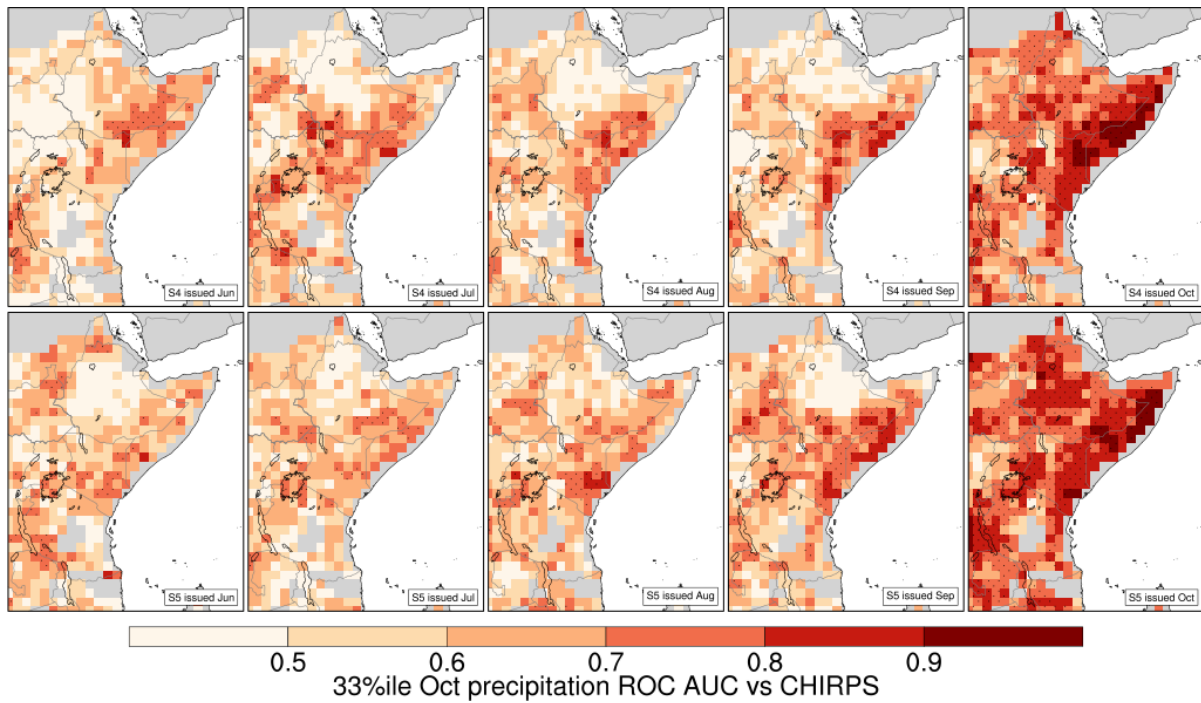 S4 issued Jun
S4 issued Jul
S4 issued Aug
S4 issued Sep
S4 issued Oct
S5 issued Jun
S5 issued Jul
S5 issued Aug
S5 issued Sep
S5 issued Oct
0.5 0.6 0.7 0.8 0.9
33%ile Oct precipitation ROC AUC vs CHIRPS